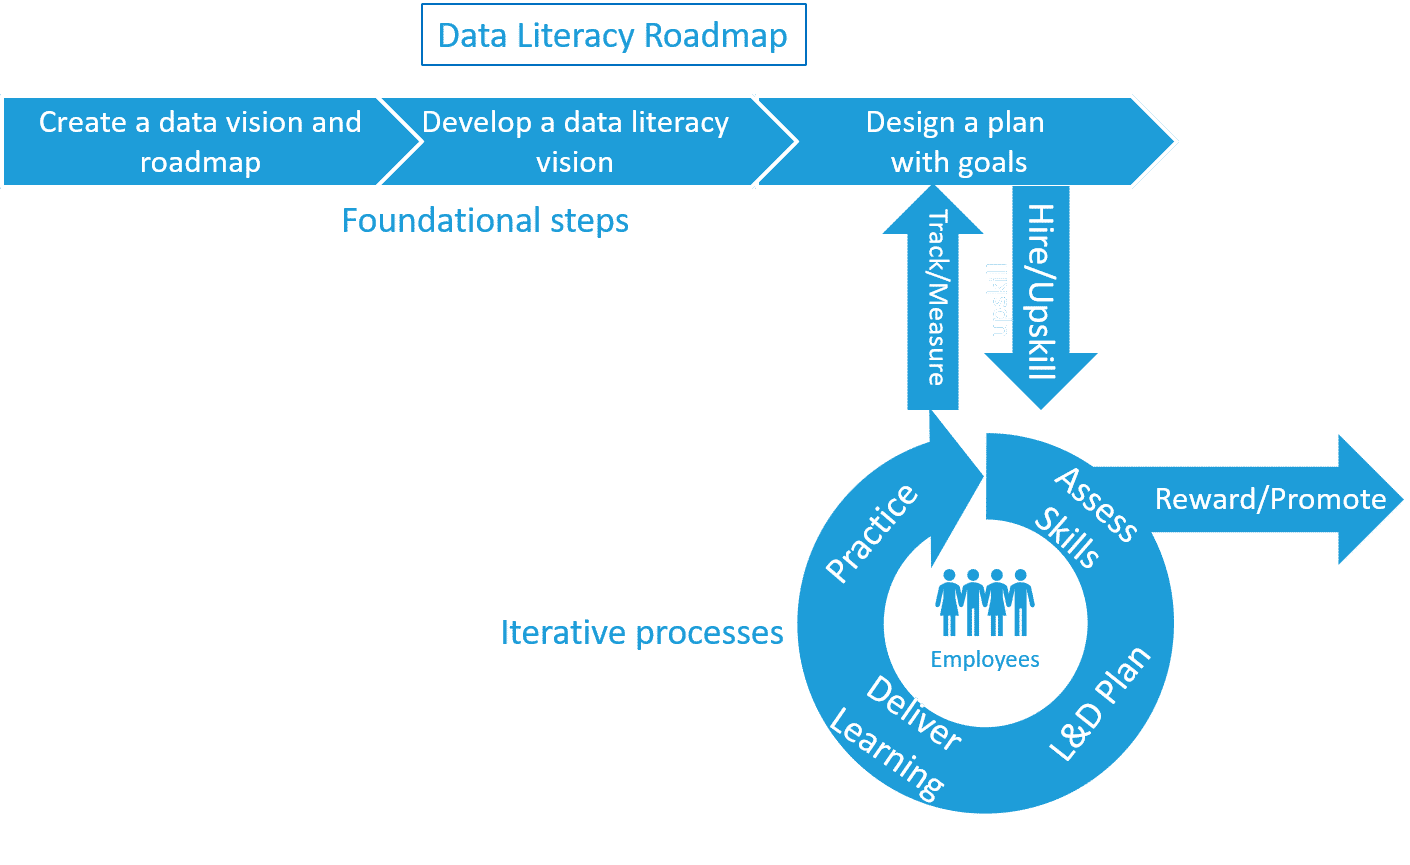 Data Literacy Roadmap
Create a data vision and
roadmap
Develop a data literacy
vision
Design a plan
with goals
Foundational steps
Track/Measure
Hire/Upskill
Assess
Skills
Reward/Promote
Practice
Iterative processes
Employees
L&D Plan
Deliver
Learning